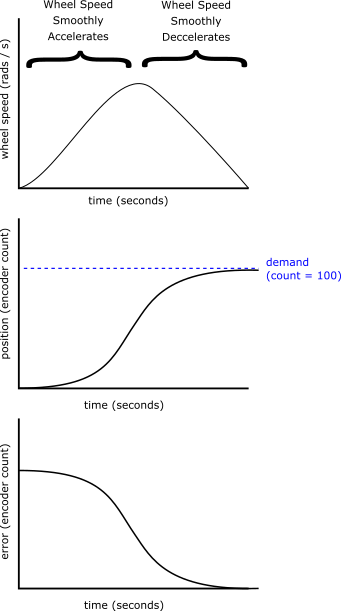 Wheel Speed
Smoothly
Accelerates
Wheel Speed
Smoothly
Deccelerates
wheel speed (rads / s)
time (seconds)
position (encoder count)
demand
(count = 100)
time (seconds)
error (encoder count)
time (seconds)